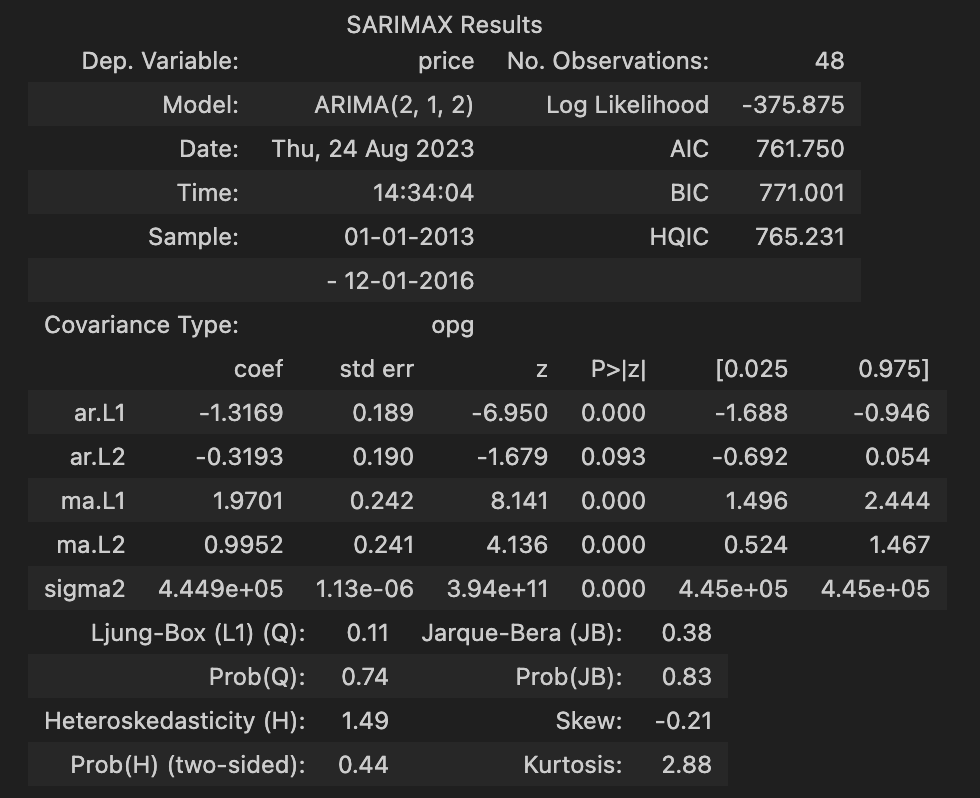 SARIMAX Results
Dep. Variable: price No. Observations: 48
Model: ARIMA(2, 1, 2) Log Likelihood -375.875
Date: Thu, 24 Aug 2023 AIC 761.750
Time: 14:34:04 BIC 771.001
Sample: 01-01-2013 HQIC 765.231
- 12-01-2016
Covariance Type: opg
coef std err z P>|z| [0.025 0.975]
ar.L1 -1.3169 0.189 -6.950 0.000 -1.688 -0.946
ar.L2 -0.3193 0.190 -1.679 0.093 -0.692 0.054
ma.L1 1.9701 0.242 8.141 0.000 1.496 2.444
ma.L2 0.9952 0.241 4.136 0.000 0.524 1.467
sigma2 4.449e+05 1.13e-06 3.94e+11 0.000 4.45e+05 4.45e+05
Ljung-Box (L1) (Q): 0.11 Jarque-Bera (JB): 0.38
Prob(Q): 0.74 Prob(JB): 0.83
Heteroskedasticity (H): 1.49 Skew: -0.21
Prob(H) (two-sided): 0.44 Kurtosis: 2.88